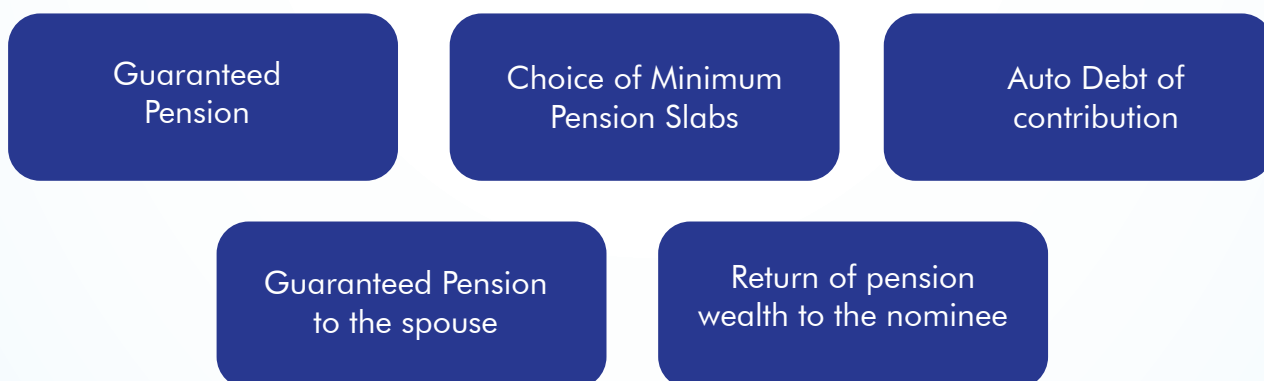 Guaranteed
Pension
Choice of Minimum
Pension Slabs
Auto Debt of
contribution
Guaranteed Pension
to the spouse
Return of pension
wealth to the nominee